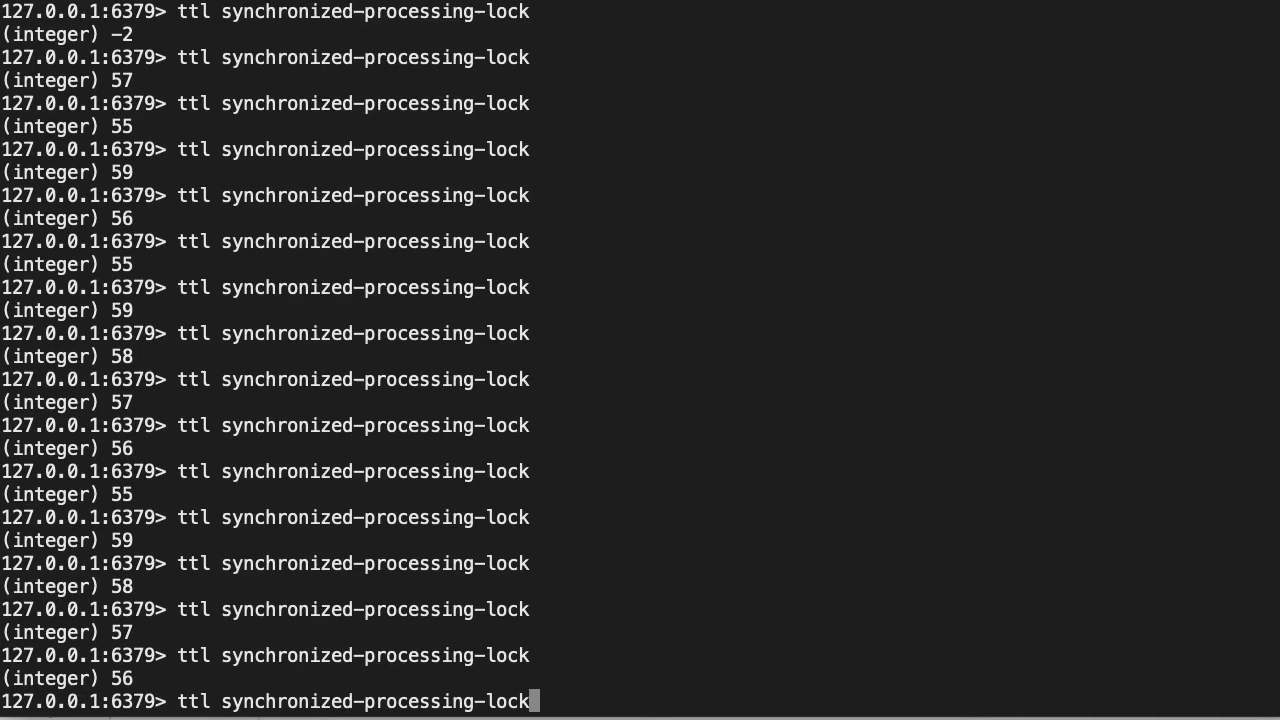 127.0.0.1:6379> ttl synchronized-processing-lock
(integer) -2
127.0.0.1:6379> ttl synchronized-processing-lock
(integer) 57
127.0.0.1:6379> ttl synchronized-processing-lock
(integer) 55
127.0.0.1:6379> ttl synchronized-processing-lock
(integer) 59
127.0.0.1:6379> ttl synchronized-processing-lock
(integer) 56
127.0.0.1:6379> ttl synchronized-processing-lock
(integer) 55
127.0.0.1:6379> ttl synchronized-processing-lock
(integer) 59
127.0.0.1:6379> ttl synchronized-processing-lock
(integer) 58
127.0.0.1:6379> ttl synchronized-processing-lock
(integer) 57
127.0.0.1:6379> ttl synchronized-processing-lock
(integer) 56
127.0.0.1:6379> ttl synchronized-processing-lock
(integer) 55
127.0.0.1:6379> ttl synchronized-processing-lock
(integer) 59
127.0.0.1:6379> ttl synchronized-processing-lock
(integer) 58
127.0.0.1:6379> ttl synchronized-processing-lock
(integer) 57
127.0.0.1:6379> ttl synchronized-processing-lock
(integer) 56
127.0.0.1:6379> ttl synchronized-processing-lock